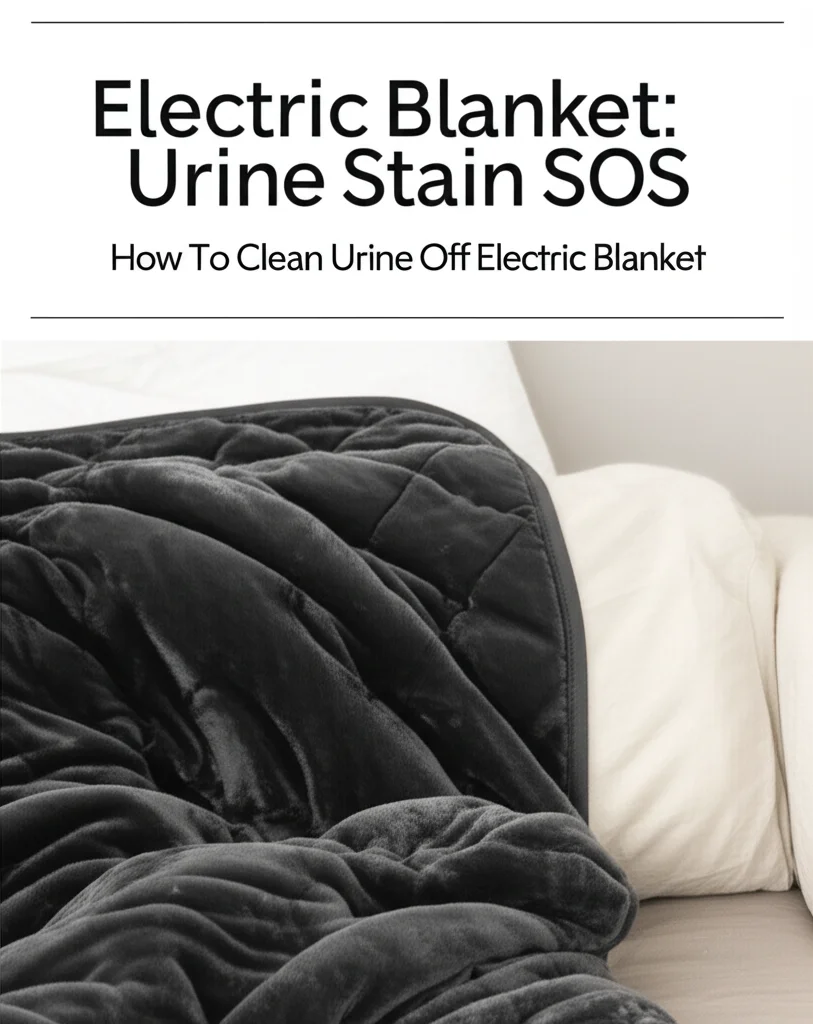 Electric Blanket:
Urine Stain SOS
How To Clean Urine Off Electric Blanket